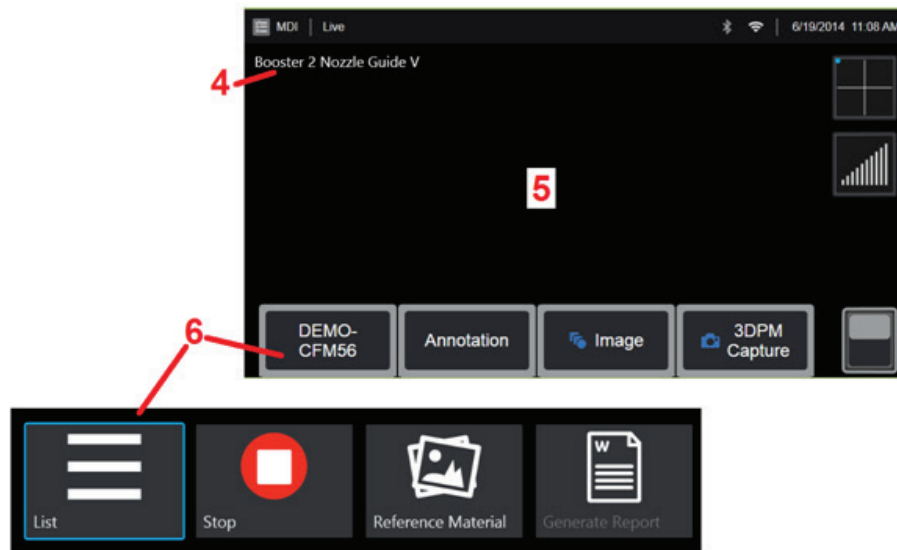 MDI | Live
6/19/2014 11:08 AM
Booster 2 Nozzle Guide V
4
5
6
DEMO-
CFM56
Annotation
Image
3DPM
Capture
W
List
Stop
Reference Material
Generate Report